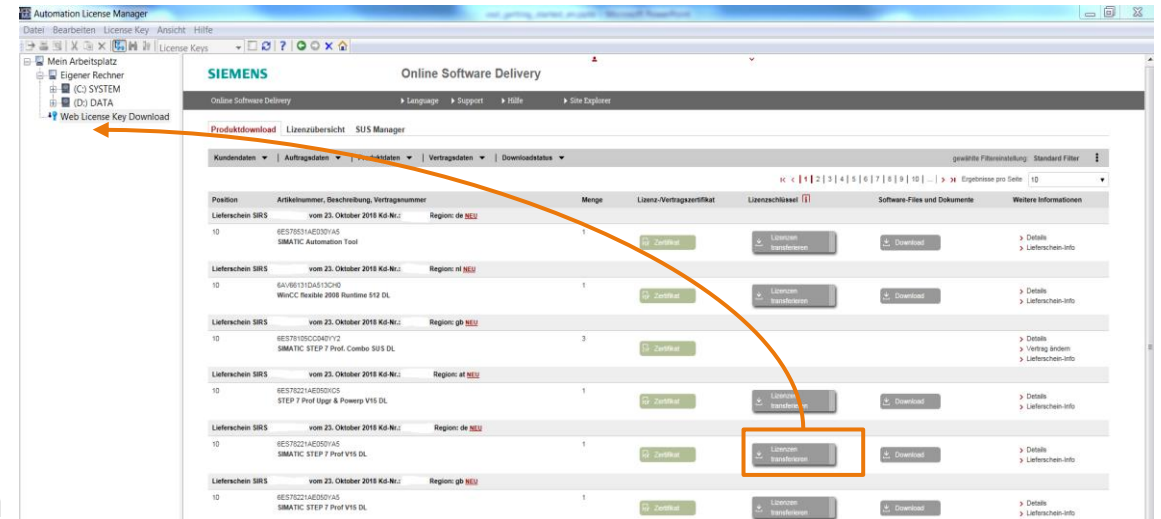 Automation License Manager
Datei Bearbeiten License Key Ansicht Hilfe
License Keys
Mein Arbeitsplatz
Eigener Rechner
(C:) SYSTEM
(D:) DATA
Web License Key Download
SIEMENS
Online Software Delivery
Online Software Delivery Language Support Hilfe Site Explorer
Produktdownload Lizenzübersicht SUS Manager
Kundendaten Auftragsdaten Produktdaten Vertragsdaten Downloadstatus gewählte Filtereinstellung: Standard Filter
1 | 2 | 3 | 4 | 5 | 6 | 7 | 8 | 9 | 10 | ... | Ergebnisse pro Seite 10
Position Artikelnummer, Beschreibung, Vertragsnummer Menge Lizenz-/Vertragszertifikat Lizenzschlüssel Software-Files und Dokumente Weitere Informationen
Lieferschein SIRS vom 23. Oktober 2018 Kd-Nr.: Region: de NEU
10 6ES78531AE030YA5 1
SIMATIC Automation Tool
Zertifikat Lizenzen transferieren Download
Details
Lieferschein-Info
Lieferschein SIRS vom 23. Oktober 2018 Kd-Nr.: Region: nl NEU
10 6AV66131DA513CH0 1
WinCC flexible 2008 Runtime 512 DL
Zertifikat Lizenzen transferieren Download
Details
Lieferschein-Info
Lieferschein SIRS vom 23. Oktober 2018 Kd-Nr.: Region: gb NEU
10 6ES78105CC040YY2 3
SIMATIC STEP 7 Prof. Combo SUS DL
Zertifikat
Details
Vertrag ändern
Lieferschein-Info
Lieferschein SIRS vom 23. Oktober 2018 Kd-Nr.: Region: at NEU
10 6ES78221AE050XC5 1
STEP 7 Prof Upgr & Powerp V15 DL
Zertifikat Lizenzen transferieren Download
Details
Lieferschein-Info
Lieferschein SIRS vom 23. Oktober 2018 Kd-Nr.: Region: de NEU
10 6ES78221AE050YA5 1
SIMATIC STEP 7 Prof V15 DL
Zertifikat Lizenzen transferieren Download
Details
Lieferschein-Info
Lieferschein SIRS vom 23. Oktober 2018 Kd-Nr.: Region: gb NEU
10 6ES78221AE050YA5 1
SIMATIC STEP 7 Prof V15 DL
Zertifikat Lizenzen transferieren Download
Details
Lieferschein-Info